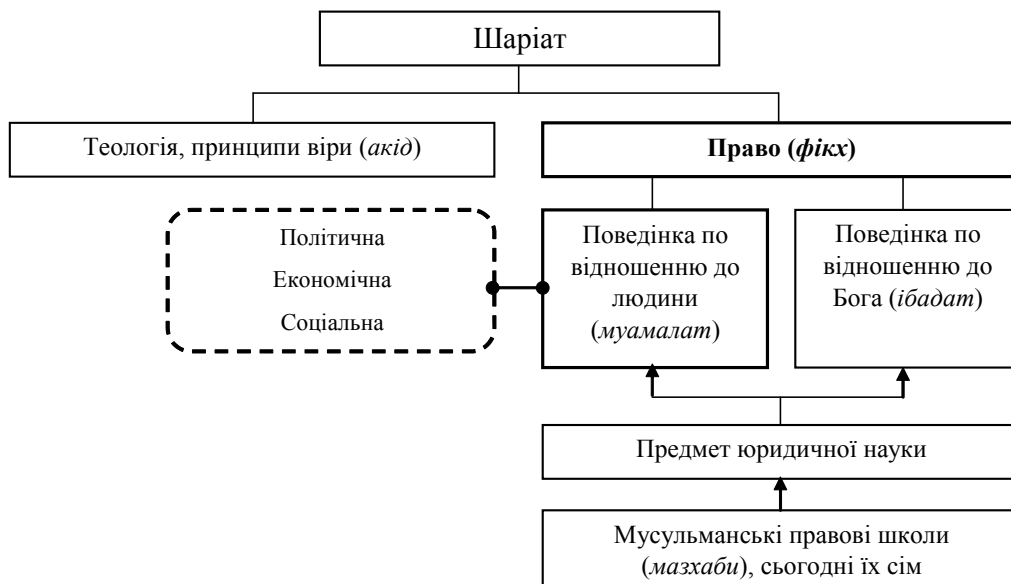 Шаріат
Теологія, принципи віри (акід)
Право (фікх)
Політична
Економічна
Соціальна
Поведінка по
відношенню до
людини
(муамалат)
Поведінка по
відношенню до
Бога (ібадат)
Предмет юридичної науки
Мусульманські правові школи
(мазхаби), сьогодні їх сім